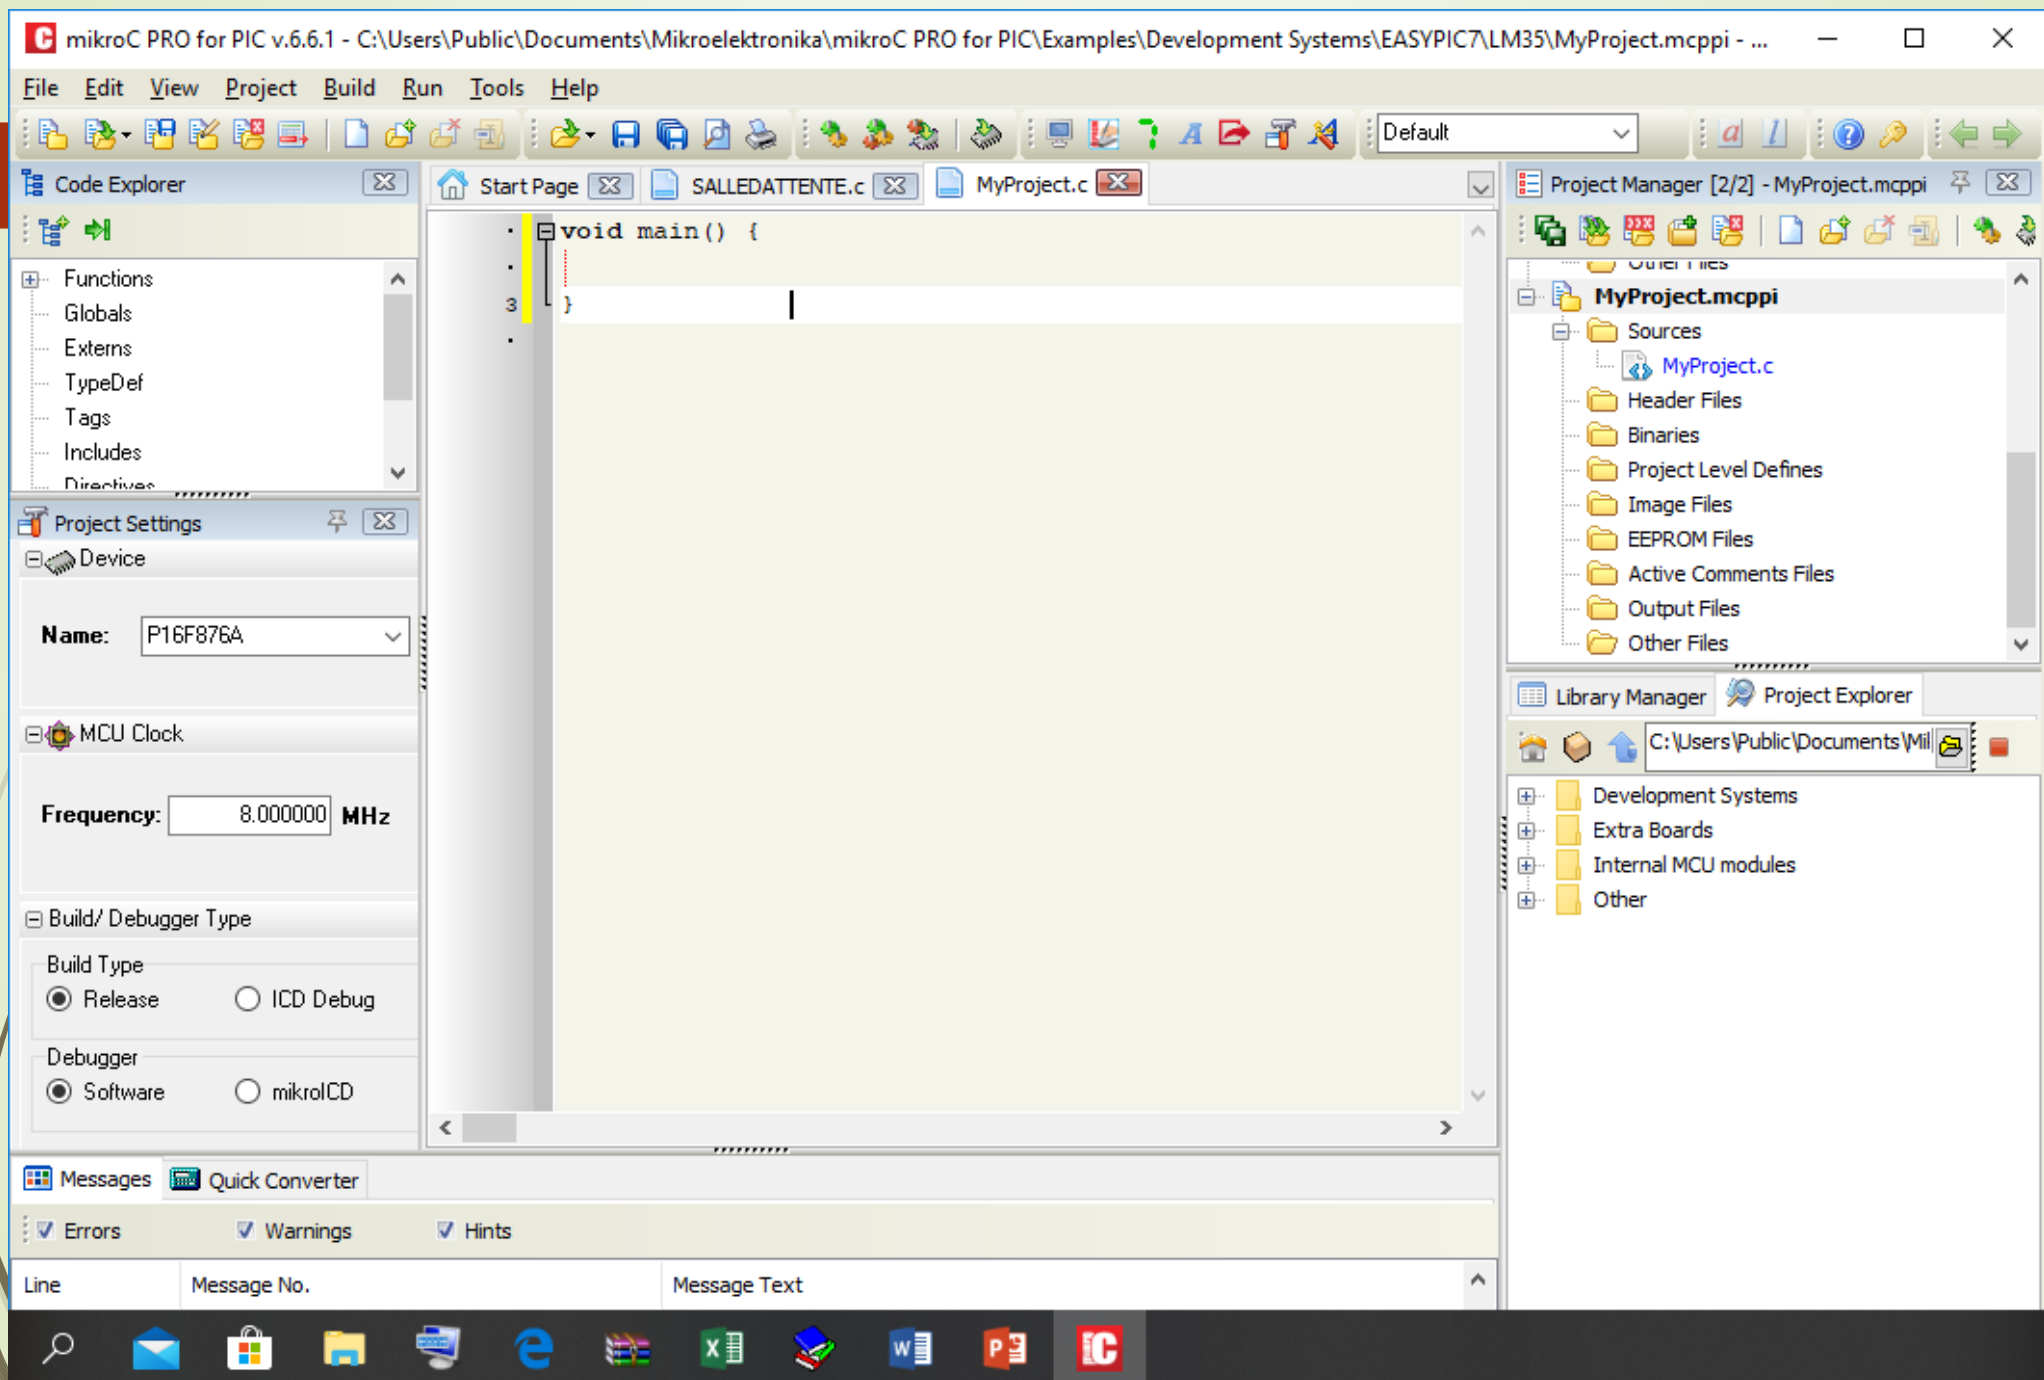 mikroC PRO for PIC v.6.6.1 - C:\Users\Public\Documents\Mikroelektronika\mikroC PRO for PIC\Examples\Development Systems\EASYPIC7\LM35\MyProject.mcppi - ...
File Edit View Project Build Run Tools Help
Default
Code Explorer
Functions
Globals
Externs
TypeDef
Tags
Includes
Directives
Project Settings
Device
Name: P16F876A
MCU Clock
Frequency: 8.000000 MHz
Build/ Debugger Type
Build Type
Release ICD Debug
Debugger
Software mikroICD
Start Page SALLEDATTENTE.c MyProject.c
void main() {
3 }
Project Manager [2/2] - MyProject.mcppi
Other Files
MyProject.mcppi
Sources
MyProject.c
Header Files
Binaries
Project Level Defines
Image Files
EEPROM Files
Active Comments Files
Output Files
Other Files
Library Manager Project Explorer
C:\Users\Public\Documents\Mil
Development Systems
Extra Boards
Internal MCU modules
Other
Messages Quick Converter
Errors Warnings Hints
Line Message No. Message Text